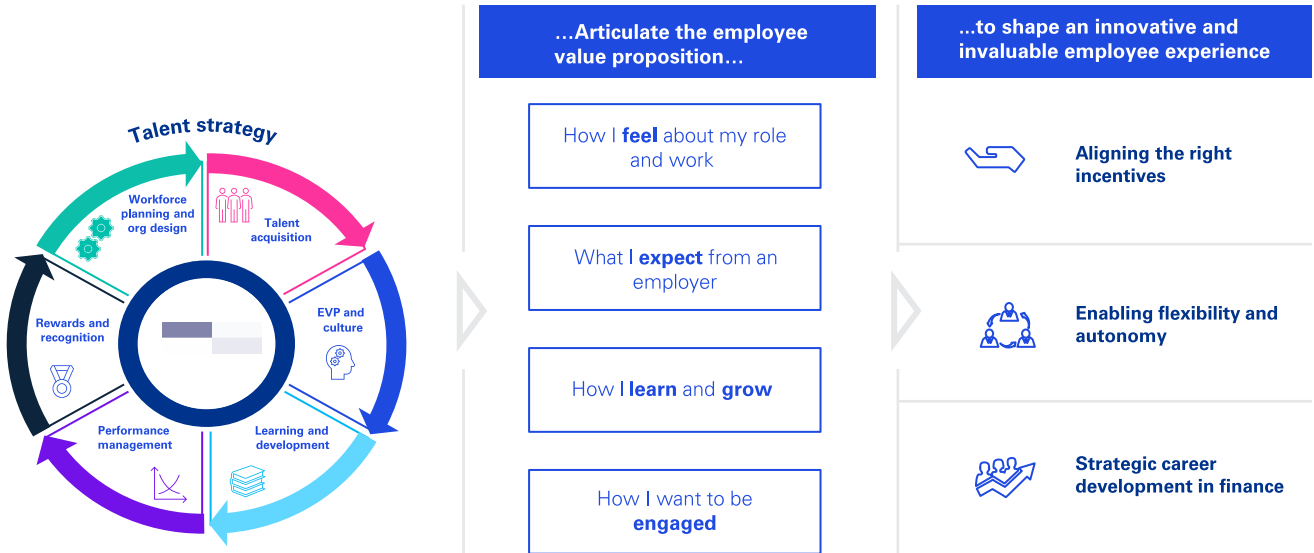 Talent strategy
Workforce
planning and
org design
Talent
acquisition
EVP and
culture
Learning and
development
Performance
management
Rewards and
recognition
...Articulate the employee
value proposition...
How I feel about my role
and work
What I expect from an
employer
How I learn and grow
How I want to be
engaged
...to shape an innovative and
invaluable employee experience
Aligning the right
incentives
Enabling flexibility and
autonomy
Strategic career
development in finance